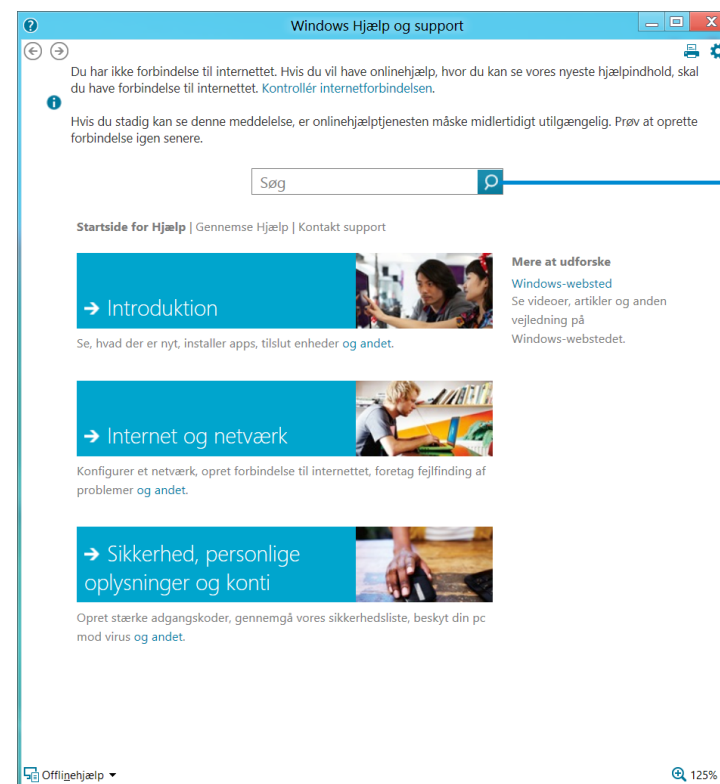 Windows Hjælp og support
Du har ikke forbindelse til internettet. Hvis du vil have onlinehjælp, hvor du kan se vores nyeste hjælpindhold, skal
du have forbindelse til internettet. Kontrollér internetforbindelsen.
Hvis du stadig kan se denne meddelelse, er onlinehjælptjenesten måske midlertidigt utilgængelig. Prøv at oprette
forbindelse igen senere.
Søg
Startside for Hjælp | Gennemse Hjælp | Kontakt support
Introduktion
Se, hvad der er nyt, installer apps, tilslut enheder og andet.
Mere at udforske
Windows-websted
Se videoer, artikler og anden
vejledning på
Windows-webstedet.
Internet og netværk
Konfigurer et netværk, opret forbindelse til internettet, foretag fejlfinding af
problemer og andet.
Sikkerhed, personlige
oplysninger og konti
Opret stærke adgangskoder, gennemgå vores sikkerhedsliste, beskyt din pc
mod virus og andet.
Offlinehjælp
125%